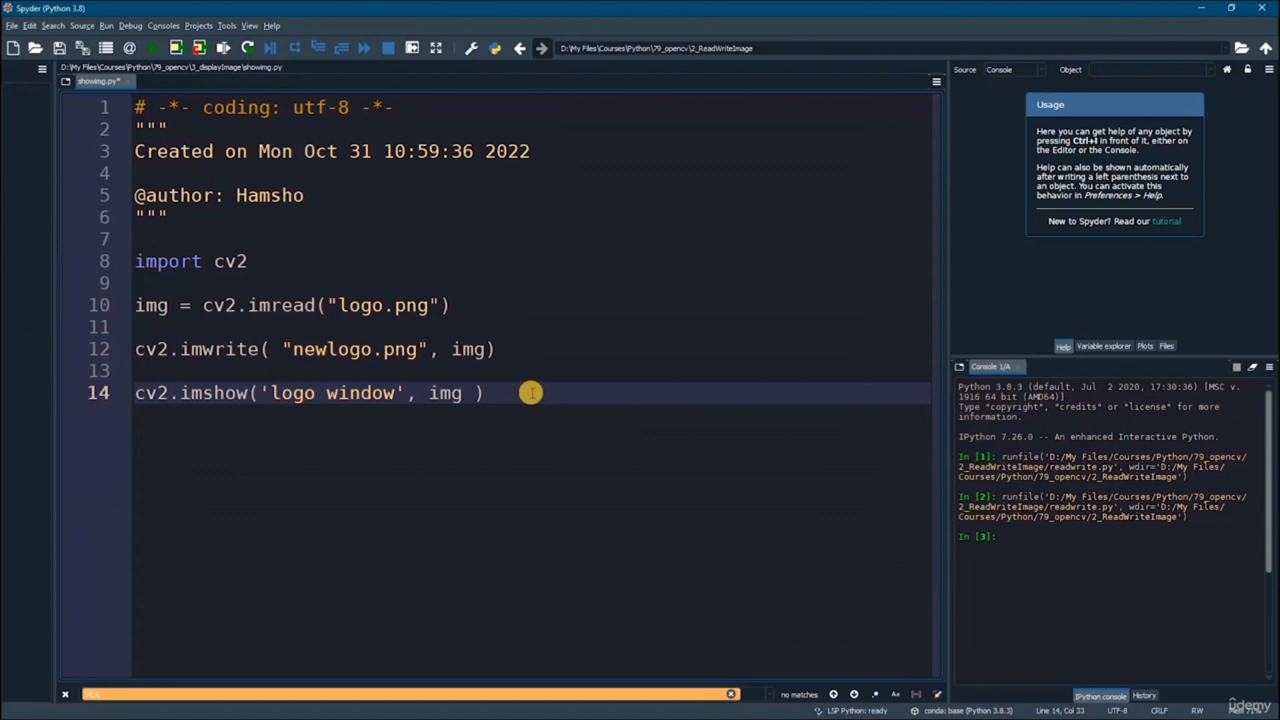 Spyder (Python 3.8)
File Edit Search Source Run Debug Consoles Projects Tools View Help
D:\My Files\Courses\Python\79_opencv\2_ReadWriteImage
D:\My Files\Courses\Python\79_opencv\3_displayImage\showimg.py
showimg.py*
1 # -*- coding: utf-8 -*-
2 """
3 Created on Mon Oct 31 10:59:36 2022
4
5 @author: Hamsho
6 """
7
8 import cv2
9
10 img = cv2.imread("logo.png")
11
12 cv2.imwrite( "newlogo.png", img)
13
14 cv2.imshow('logo window', img )
Source Console Object
Usage
Here you can get help of any object by
pressing Ctrl+I in front of it, either on
the Editor or the Console.
Help can also be shown automatically
after writing a left parenthesis next to
an object. You can activate this
behavior in Preferences > Help.
New to Spyder? Read our tutorial
Help Variable explorer Plots Files
Console 1/A
Python 3.8.3 (default, Jul 2 2020, 17:30:36) [MSC v.
1916 64 bit (AMD64)]
Type "copyright", "credits" or "license" for more
information.
IPython 7.26.0 -- An enhanced Interactive Python.
In [1]: runfile('D:/My Files/Courses/Python/79_opencv/
2_ReadWriteImage/readwrite.py', wdir='D:/My Files/
Courses/Python/79_opencv/2_ReadWriteImage')
In [2]: runfile('D:/My Files/Courses/Python/79_opencv/
2_ReadWriteImage/readwrite.py', wdir='D:/My Files/
Courses/Python/79_opencv/2_ReadWriteImage')
In [3]:
no matches Aa
IPython console History
LSP Python: ready conda: base (Python 3.8.3) Line 14, Col 33 UTF-8 CRLF RW Mem 71%
udemy